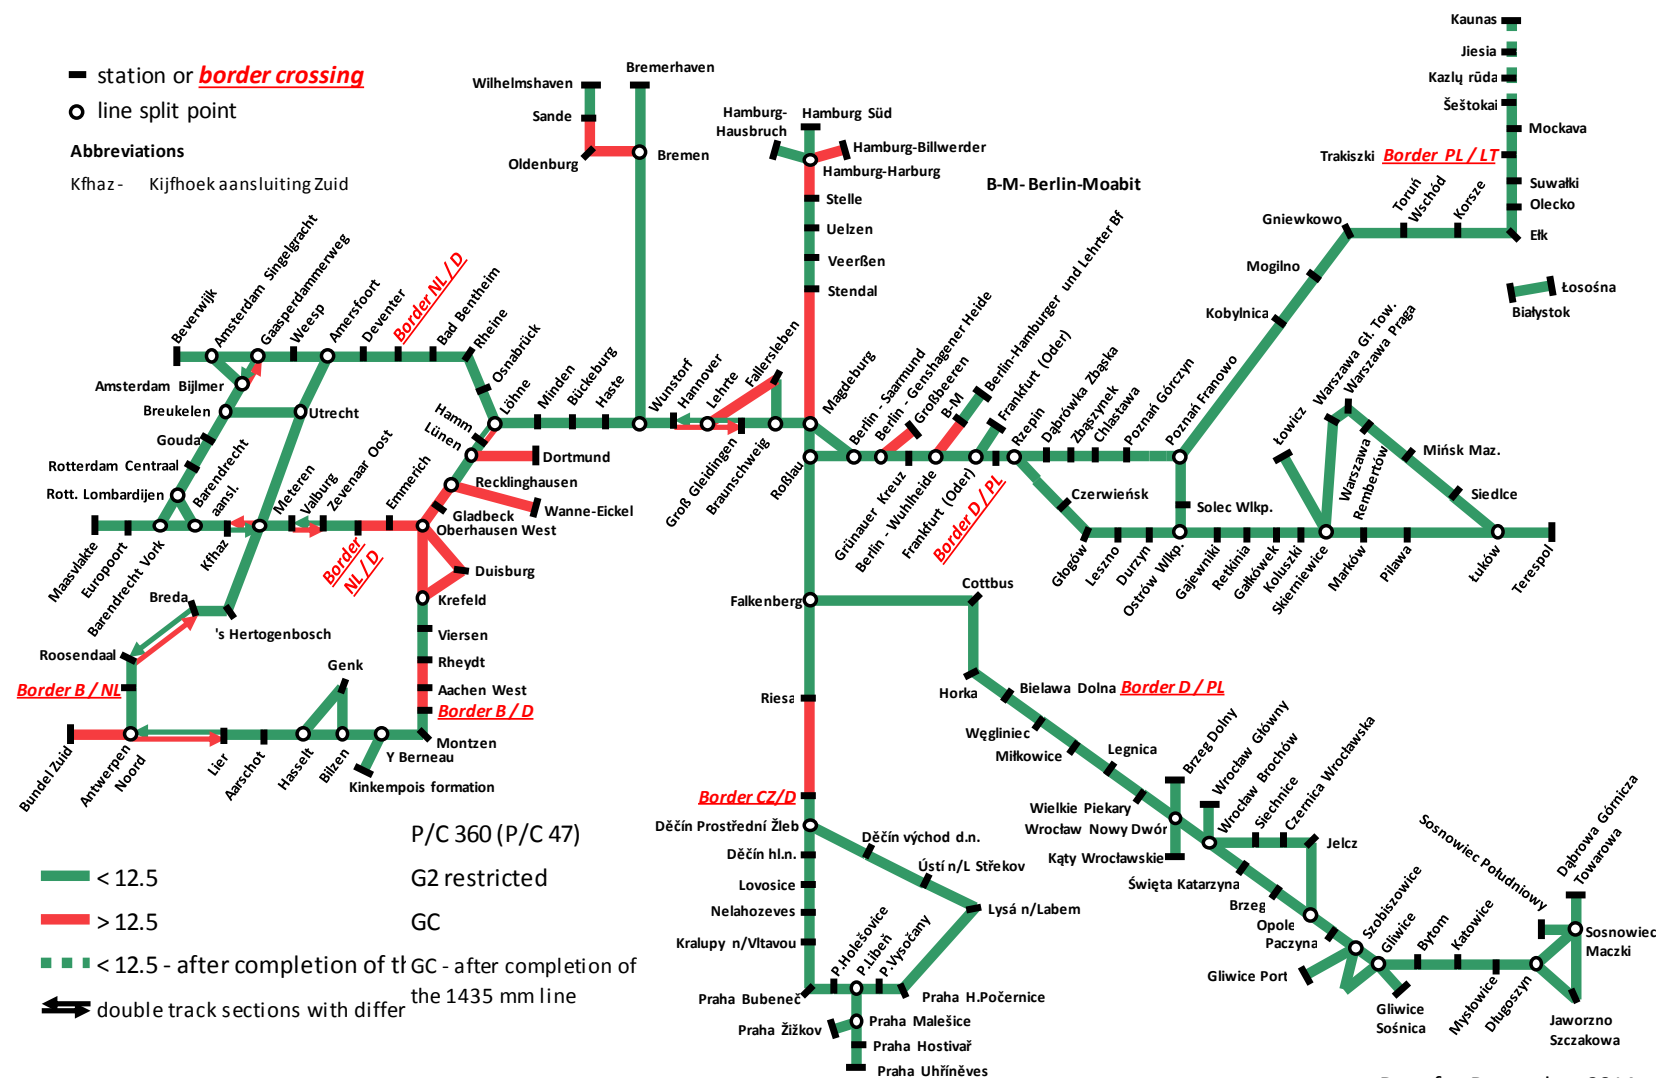 station or border crossing
line split point
Abbreviations
Kfhaz - Kijfhoek aansluiting Zuid
Wilhelmshaven
Sande
Oldenburg
Bremerhaven
Bremen
Hamburg-
Hausbruch
Hamburg Süd
Hamburg-Billwerder
Hamburg-Harburg
Stelle
Uelzen
Veerßen
Stendal
B-M- Berlin-Moabit
Kaunas
Jiesia
Kazlų rūda
Šeštokai
Mockava
Trakiszki Border PL / LT
Suwałki
Olecko
Ełk
Korsze
Toruń
Wschód
Gniewkowo
Mogilno
Kobylnica
Łosośna
Białystok
Beverwijk
Amsterdam Singelgracht
Gaasperdammerweg
Weesp
Amersfoort
Deventer
Border NL / D
Bad Bentheim
Rheine
Osnabrück
Löhne
Minden
Bückeburg
Haste
Wunstorf
Hannover
Lehrte
Fallersleben
Groß Gleidingen
Braunschweig
Magdeburg
Roßlau
Berlin - Saarmund
Berlin - Genshagener Heide
Großbeeren
B-M
Berlin-Hamburger und Lehrter Bf
Frankfurt (Oder)
Grünauer Kreuz
Berlin - Wuhlheide
Frankfurt (Oder)
Border D / PL
Rzepin
Dąbrówka Zbąska
Zbąszynek
Chlastawa
Poznań Górczyn
Poznań Franowo
Amsterdam Bijlmer
Breukelen
Utrecht
Gouda
Rotterdam Centraal
Rott. Lombardijen
Barendrecht
aansl.
Meteren
Valburg
Zevenaar Oost
Emmerich
Hamm
Lünen
Dortmund
Recklinghausen
Wanne-Eickel
Gladbeck
Oberhausen West
Maasvlakte
Europoort
Barendrecht Vork
Kfhaz
Border
NL / D
Duisburg
Krefeld
Viersen
Rheydt
Aachen West
Border B / D
Montzen
Breda
's Hertogenbosch
Roosendaal
Border B / NL
Bundel Zuid
Antwerpen
Noord
Lier
Aarschot
Hasselt
Genk
Bilzen
Y Berneau
Kinkempois formation
Czerwieńsk
Głogów
Leszno
Durzyn
Ostrów Wlkp.
Solec Wlkp.
Gajewniki
Retkinia
Gałkówek
Koluszki
Skierniewice
Łowicz
Warszawa Gł. Tow.
Warszawa Praga
Warszawa
Rembertów
Mińsk Maz.
Siedlce
Marków
Pilawa
Łuków
Terespol
Falkenberg
Cottbus
Horka
Bielawa Dolna Border D / PL
Węgliniec
Miłkowice
Legnica
Wielkie Piekary
Brzeg Dolny
Wrocław Nowy Dwór
Kąty Wrocławskie
Wrocław Główny
Wrocław Brochów
Siechnice
Czernica Wrocławska
Jelcz
Święta Katarzyna
Brzeg
Opole
Paczyna
Szobiszowice
Gliwice
Gliwice Port
Gliwice
Sośnica
Bytom
Katowice
Mysłowice
Długoszyn
Sosnowiec Południowy
Dąbrowa Górnicza
Towarowa
Sosnowiec
Maczki
Jaworzno
Szczakowa
Riesa
Border CZ/D
Děčín Prostřední Žleb
Děčín východ d.n.
Děčín hl.n.
Ústí n/L Střekov
Lovosice
Nelahozeves
Lysá n/Labem
Kralupy n/Vltavou
P.Holešovice
P.Libeň
P.Vysočany
Praha Bubeneč
Praha H.Počernice
Praha Žižkov
Praha Malešice
Praha Hostivař
Praha Uhříněves
P/C 360 (P/C 47)
< 12.5 G2 restricted
> 12.5 GC
< 12.5 - after completion of th GC - after completion of
the 1435 mm line
double track sections with differ